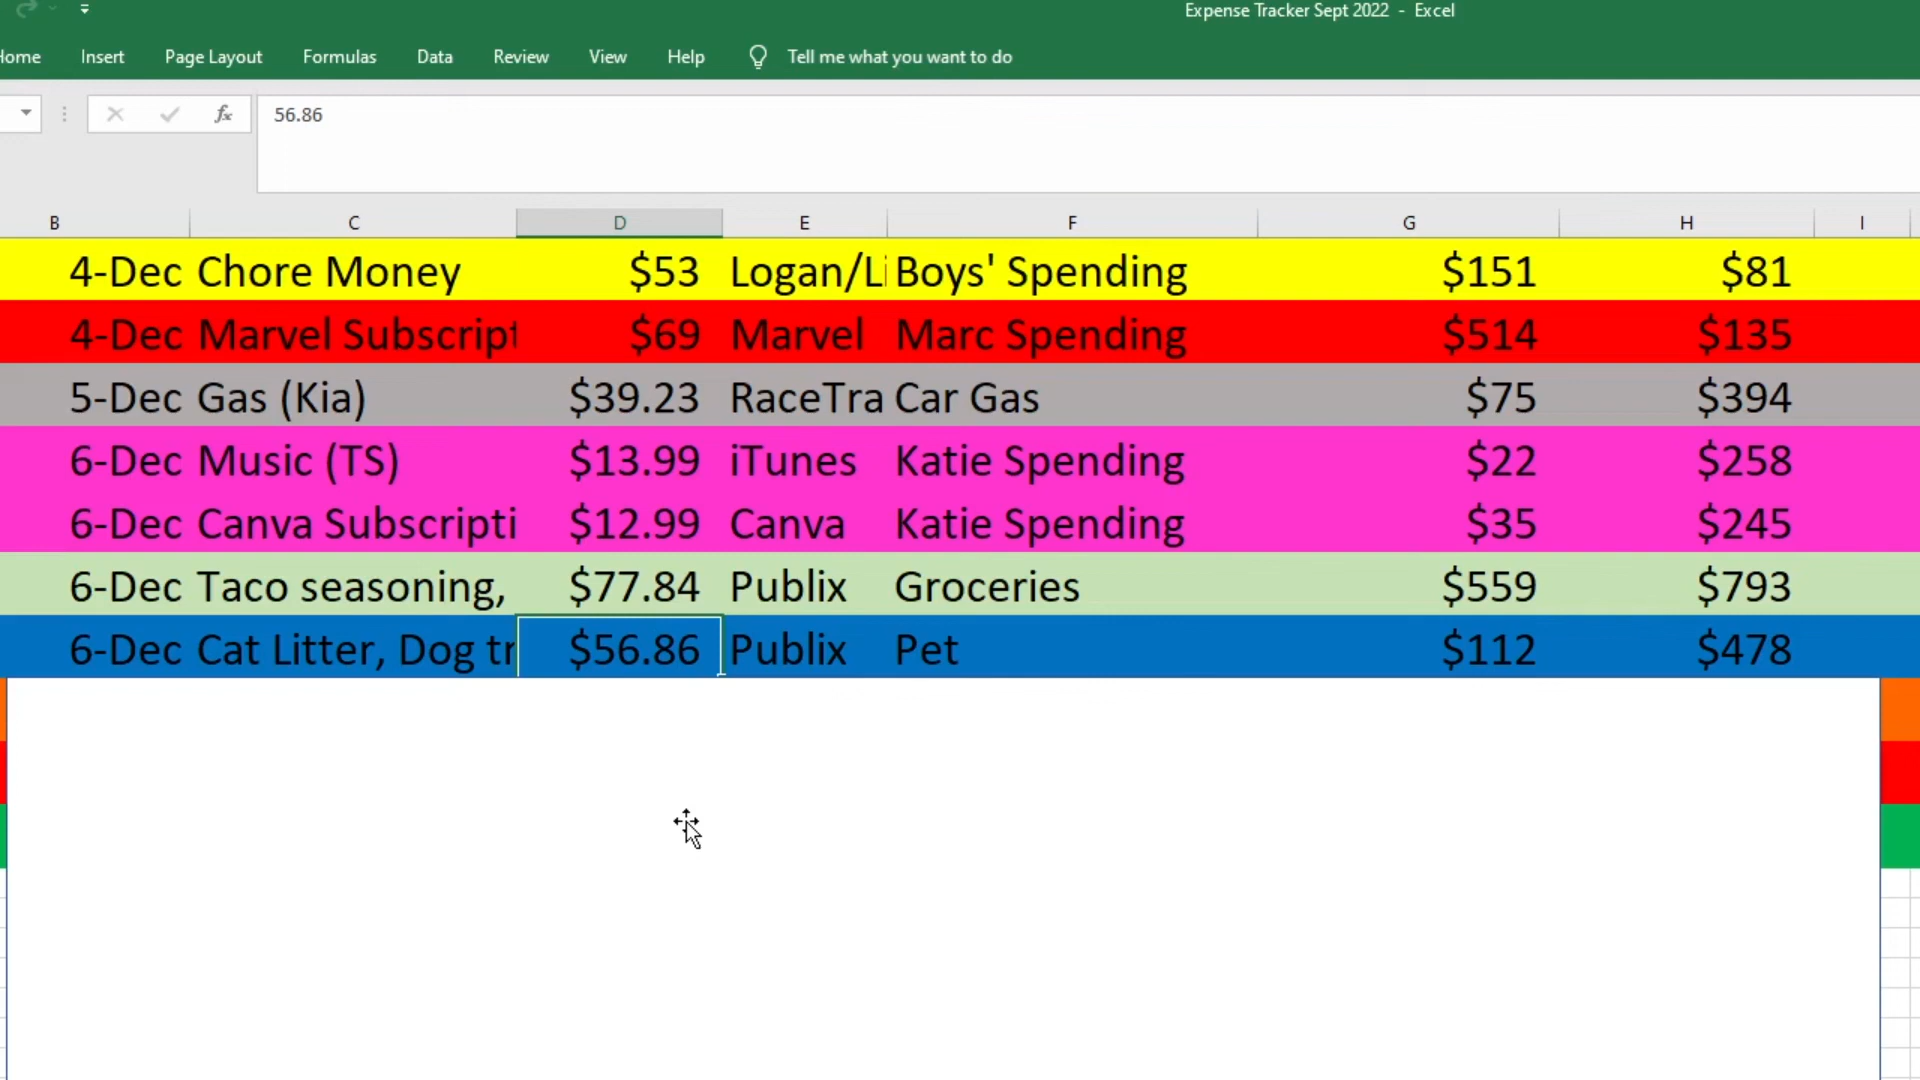 Expense Tracker Sept 2022 - Excel
Home Insert Page Layout Formulas Data Review View Help Tell me what you want to do
fx 56.86
B C D E F G H I
4-Dec Chore Money $53 Logan/Li Boys' Spending $151 $81
4-Dec Marvel Subscript $69 Marvel Marc Spending $514 $135
5-Dec Gas (Kia) $39.23 RaceTra Car Gas $75 $394
6-Dec Music (TS) $13.99 iTunes Katie Spending $22 $258
6-Dec Canva Subscripti $12.99 Canva Katie Spending $35 $245
6-Dec Taco seasoning, $77.84 Publix Groceries $559 $793
6-Dec Cat Litter, Dog tr $56.86 Publix Pet $112 $478